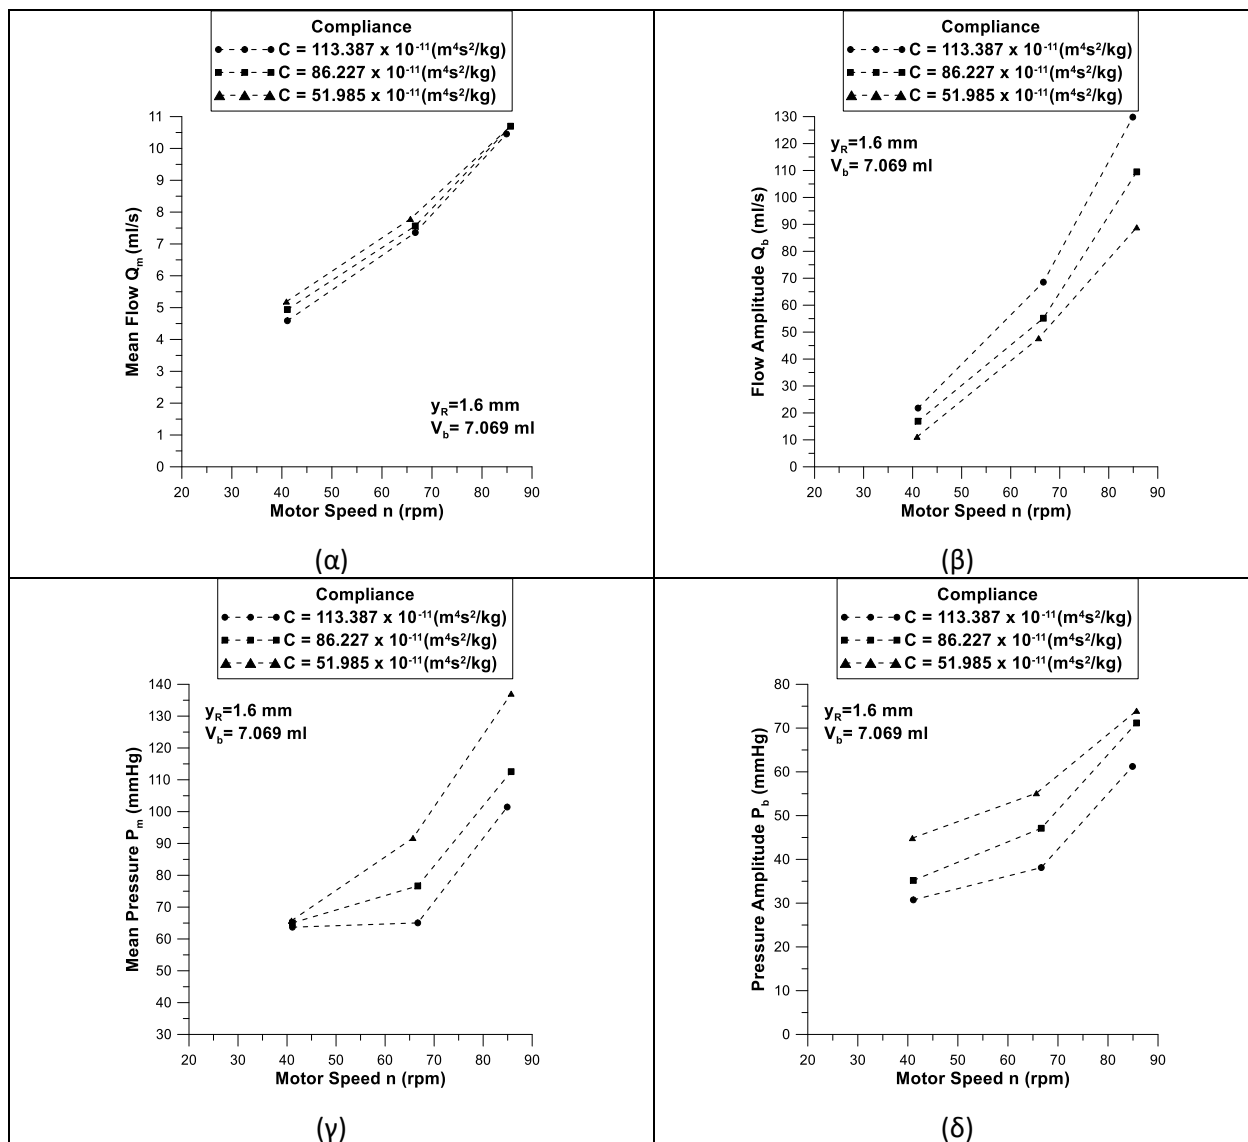 Compliance
C = 113.387 x 10⁻¹¹(m⁴s²/kg)
C = 86.227 x 10⁻¹¹(m⁴s²/kg)
C = 51.985 x 10⁻¹¹(m⁴s²/kg)
11
10
9
8
7
6
5
4
3
2
1
0
Mean Flow Qₘ (ml/s)
y_R=1.6 mm
V_b= 7.069 ml
20 30 40 50 60 70 80 90
Motor Speed n (rpm)
(α)
Compliance
C = 113.387 x 10⁻¹¹(m⁴s²/kg)
C = 86.227 x 10⁻¹¹(m⁴s²/kg)
C = 51.985 x 10⁻¹¹(m⁴s²/kg)
130
120
110
100
90
80
70
60
50
40
30
20
10
0
Flow Amplitude Q_b (ml/s)
y_R=1.6 mm
V_b= 7.069 ml
20 30 40 50 60 70 80 90
Motor Speed n (rpm)
(β)
Compliance
C = 113.387 x 10⁻¹¹(m⁴s²/kg)
C = 86.227 x 10⁻¹¹(m⁴s²/kg)
C = 51.985 x 10⁻¹¹(m⁴s²/kg)
140
130
120
110
100
90
80
70
60
50
40
30
Mean Pressure Pₘ (mmHg)
y_R=1.6 mm
V_b= 7.069 ml
20 30 40 50 60 70 80 90
Motor Speed n (rpm)
(γ)
Compliance
C = 113.387 x 10⁻¹¹(m⁴s²/kg)
C = 86.227 x 10⁻¹¹(m⁴s²/kg)
C = 51.985 x 10⁻¹¹(m⁴s²/kg)
80
70
60
50
40
30
20
10
0
Pressure Amplitude P_b (mmHg)
y_R=1.6 mm
V_b= 7.069 ml
20 30 40 50 60 70 80 90
Motor Speed n (rpm)
(δ)